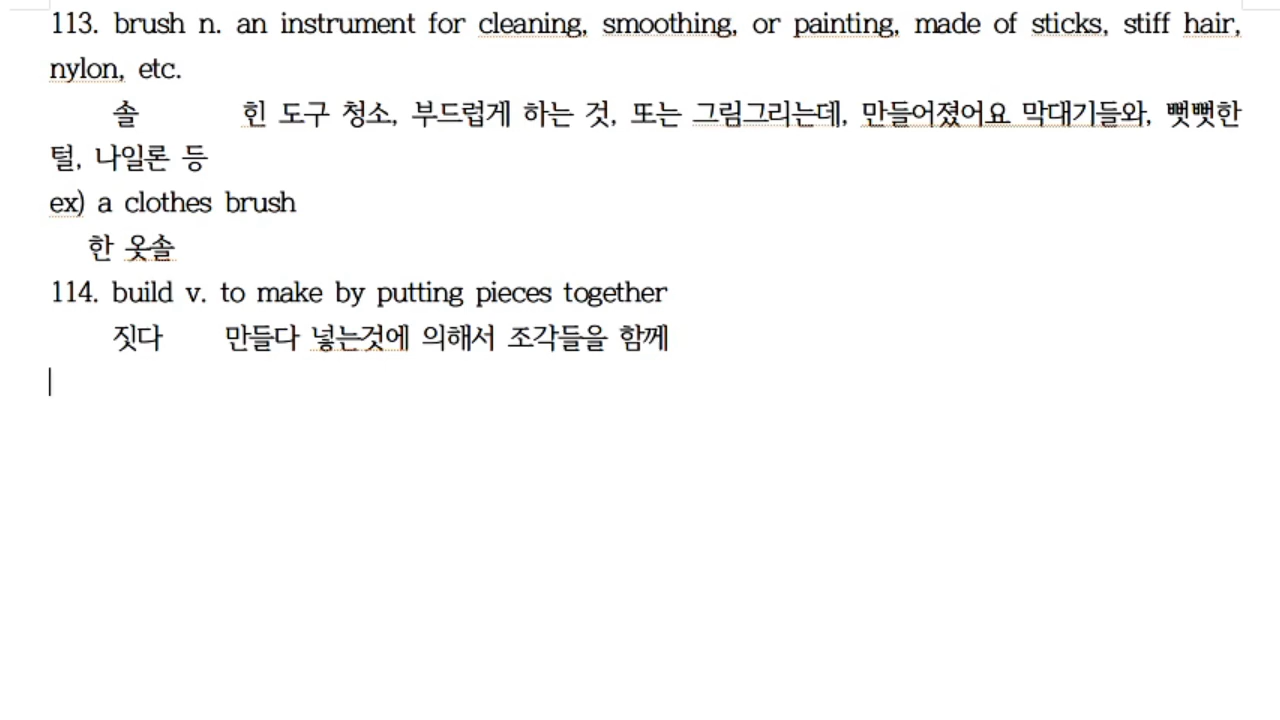 113. brush n. an instrument for cleaning, smoothing, or painting, made of sticks, stiff hair,
nylon, etc.
솔 힌 도구 청소, 부드럽게 하는 것, 또는 그림그리는데, 만들어졌어요 막대기들와, 뻣뻣한
털, 나일론 등
ex) a clothes brush
한 옷솔
114. build v. to make by putting pieces together
짓다 만들다 넣는것에 의해서 조각들을 함께